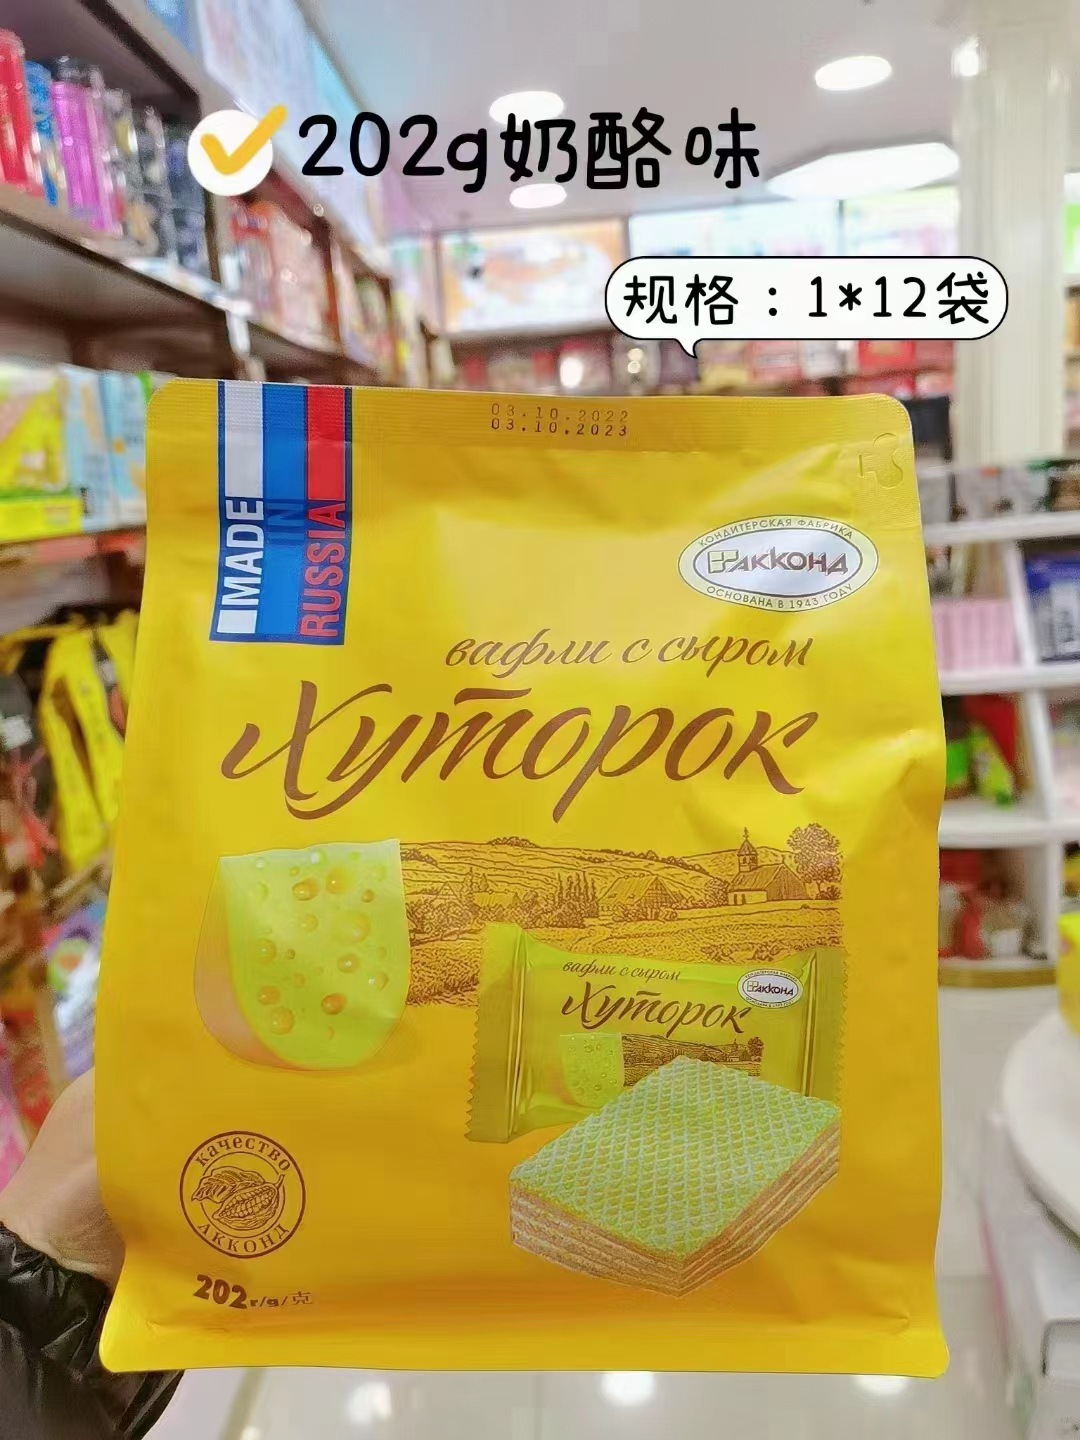 202g奶酪味
规格：1*12袋
03.10.2022
03.10.2023
MADE
IN
RUSSIA
КОНДИТЕРСКАЯ ФАБРИКА
АККОНД
ОСНОВАНА В 1943 ГОДУ
вафли с сыром
Хуторок
вафли с сыром
Хуторок
АККОНД
качество
АККОНД
202г/g/克